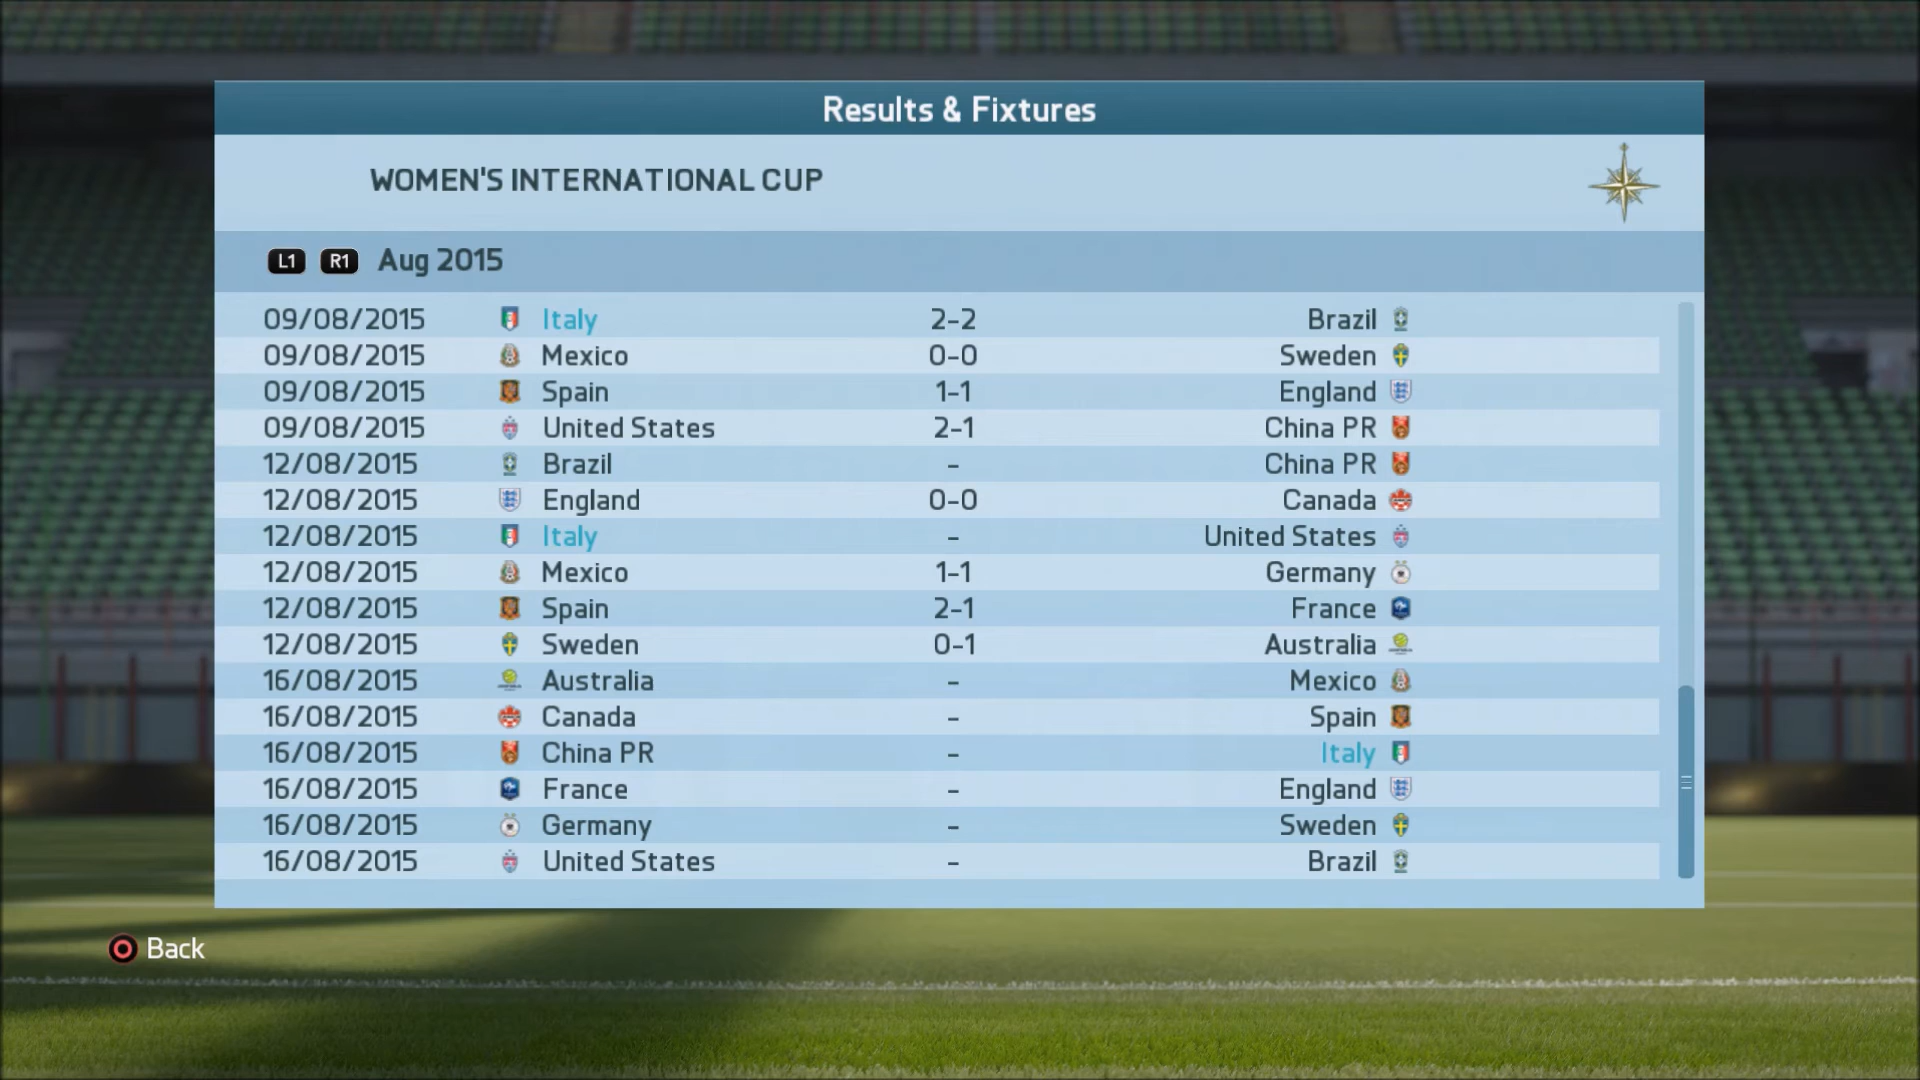 Results & Fixtures
WOMEN'S INTERNATIONAL CUP
L1 R1 Aug 2015
09/08/2015 Italy 2-2 Brazil
09/08/2015 Mexico 0-0 Sweden
09/08/2015 Spain 1-1 England
09/08/2015 United States 2-1 China PR
12/08/2015 Brazil - China PR
12/08/2015 England 0-0 Canada
12/08/2015 Italy - United States
12/08/2015 Mexico 1-1 Germany
12/08/2015 Spain 2-1 France
12/08/2015 Sweden 0-1 Australia
16/08/2015 Australia - Mexico
16/08/2015 Canada - Spain
16/08/2015 China PR - Italy
16/08/2015 France - England
16/08/2015 Germany - Sweden
16/08/2015 United States - Brazil
Back